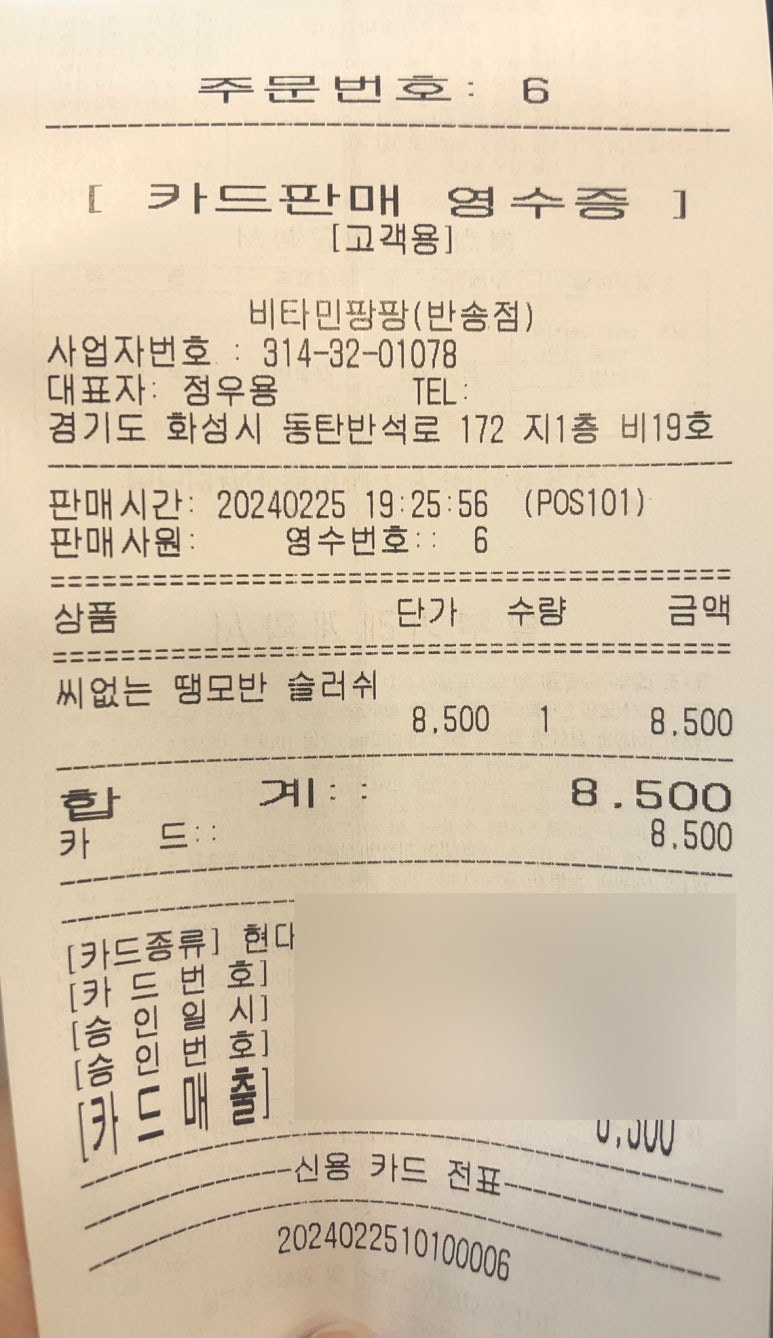 주문번호: 6
[ 카드판매 영수증 ]
[고객용]
비타민팡팡(반송점)
사업자번호 : 314-32-01078
대표자: 정우용 TEL:
경기도 화성시 동탄반석로 172 지1층 비19호
판매시간: 20240225 19:25:56 (POS101)
판매사원: 영수번호:: 6
상품 단가 수량 금액
씨없는 땡모반 슬러쉬
8,500 1 8,500
합 계:: 8,500
카 드:: 8,500
[카드종류] 현대
[카 드 번 호]
[승 인 일 시]
[승 인 번 호]
[카 드 매 출]
신용 카드 전표
2024022510100006